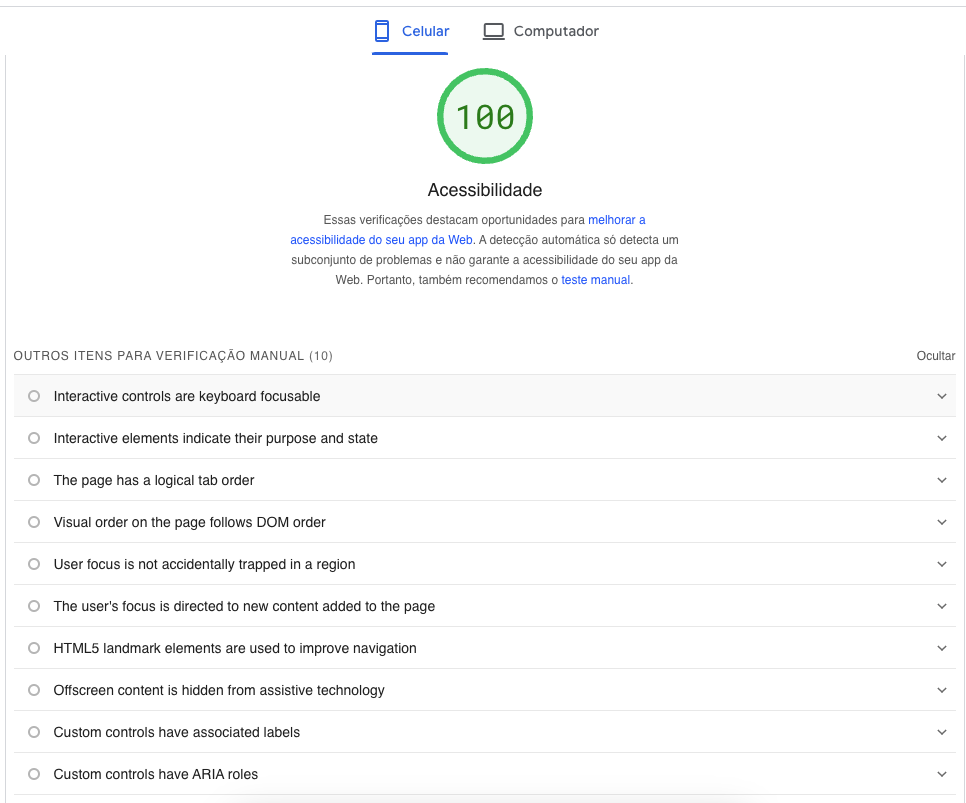 Celular
Computador
100
Acessibilidade
Essas verificações destacam oportunidades para melhorar a
acessibilidade do seu app da Web. A detecção automática só detecta um
subconjunto de problemas e não garante a acessibilidade do seu app da
Web. Portanto, também recomendamos o teste manual.
OUTROS ITENS PARA VERIFICAÇÃO MANUAL (10)
Ocultar
Interactive controls are keyboard focusable
Interactive elements indicate their purpose and state
The page has a logical tab order
Visual order on the page follows DOM order
User focus is not accidentally trapped in a region
The user's focus is directed to new content added to the page
HTML5 landmark elements are used to improve navigation
Offscreen content is hidden from assistive technology
Custom controls have associated labels
Custom controls have ARIA roles